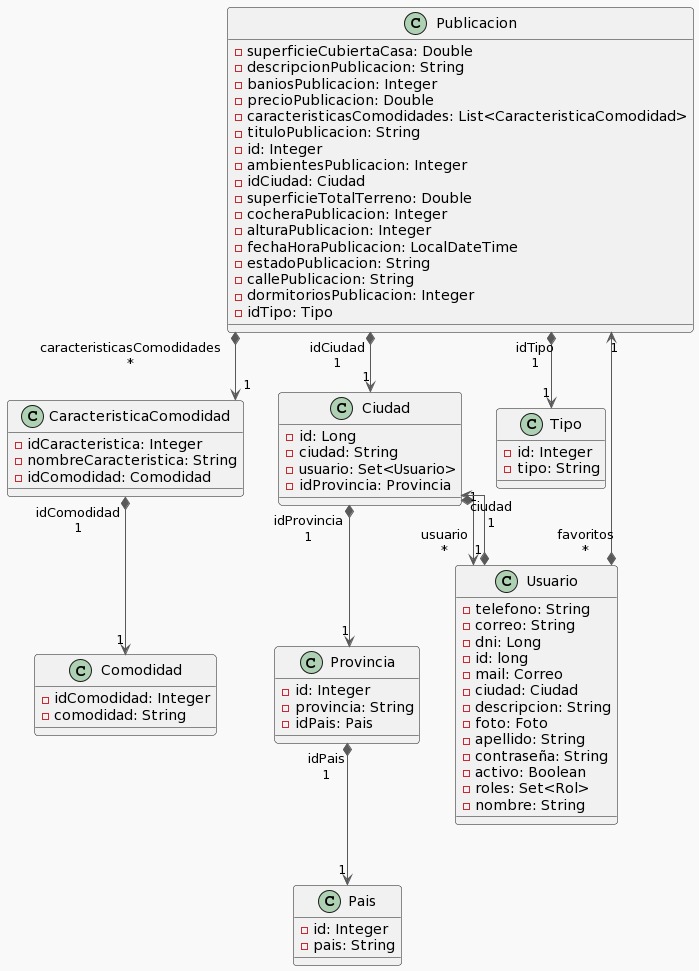 C Publicacion
superficieCubiertaCasa: Double
descripcionPublicacion: String
baniosPublicacion: Integer
precioPublicacion: Double
caracteristicasComodidades: List<CaracteristicaComodidad>
tituloPublicacion: String
id: Integer
ambientesPublicacion: Integer
idCiudad: Ciudad
superficieTotalTerreno: Double
cocheraPublicacion: Integer
alturaPublicacion: Integer
fechaHoraPublicacion: LocalDateTime
estadoPublicacion: String
callePublicacion: String
dormitoriosPublicacion: Integer
idTipo: Tipo
caracteristicasComodidades
*
1
idCiudad
1
1
idTipo
1
1
1
C CaracteristicaComodidad
idCaracteristica: Integer
nombreCaracteristica: String
idComodidad: Comodidad
C Ciudad
id: Long
ciudad: String
usuario: Set<Usuario>
idProvincia: Provincia
C Tipo
id: Integer
tipo: String
idComodidad
1
1
idProvincia
1
1
1
ciudad
1
usuario
*
1
favoritos
*
C Usuario
telefono: String
correo: String
dni: Long
id: long
mail: Correo
ciudad: Ciudad
descripcion: String
foto: Foto
apellido: String
contraseña: String
activo: Boolean
roles: Set<Rol>
nombre: String
C Comodidad
idComodidad: Integer
comodidad: String
C Provincia
id: Integer
provincia: String
idPais: Pais
idPais
1
1
C Pais
id: Integer
pais: String